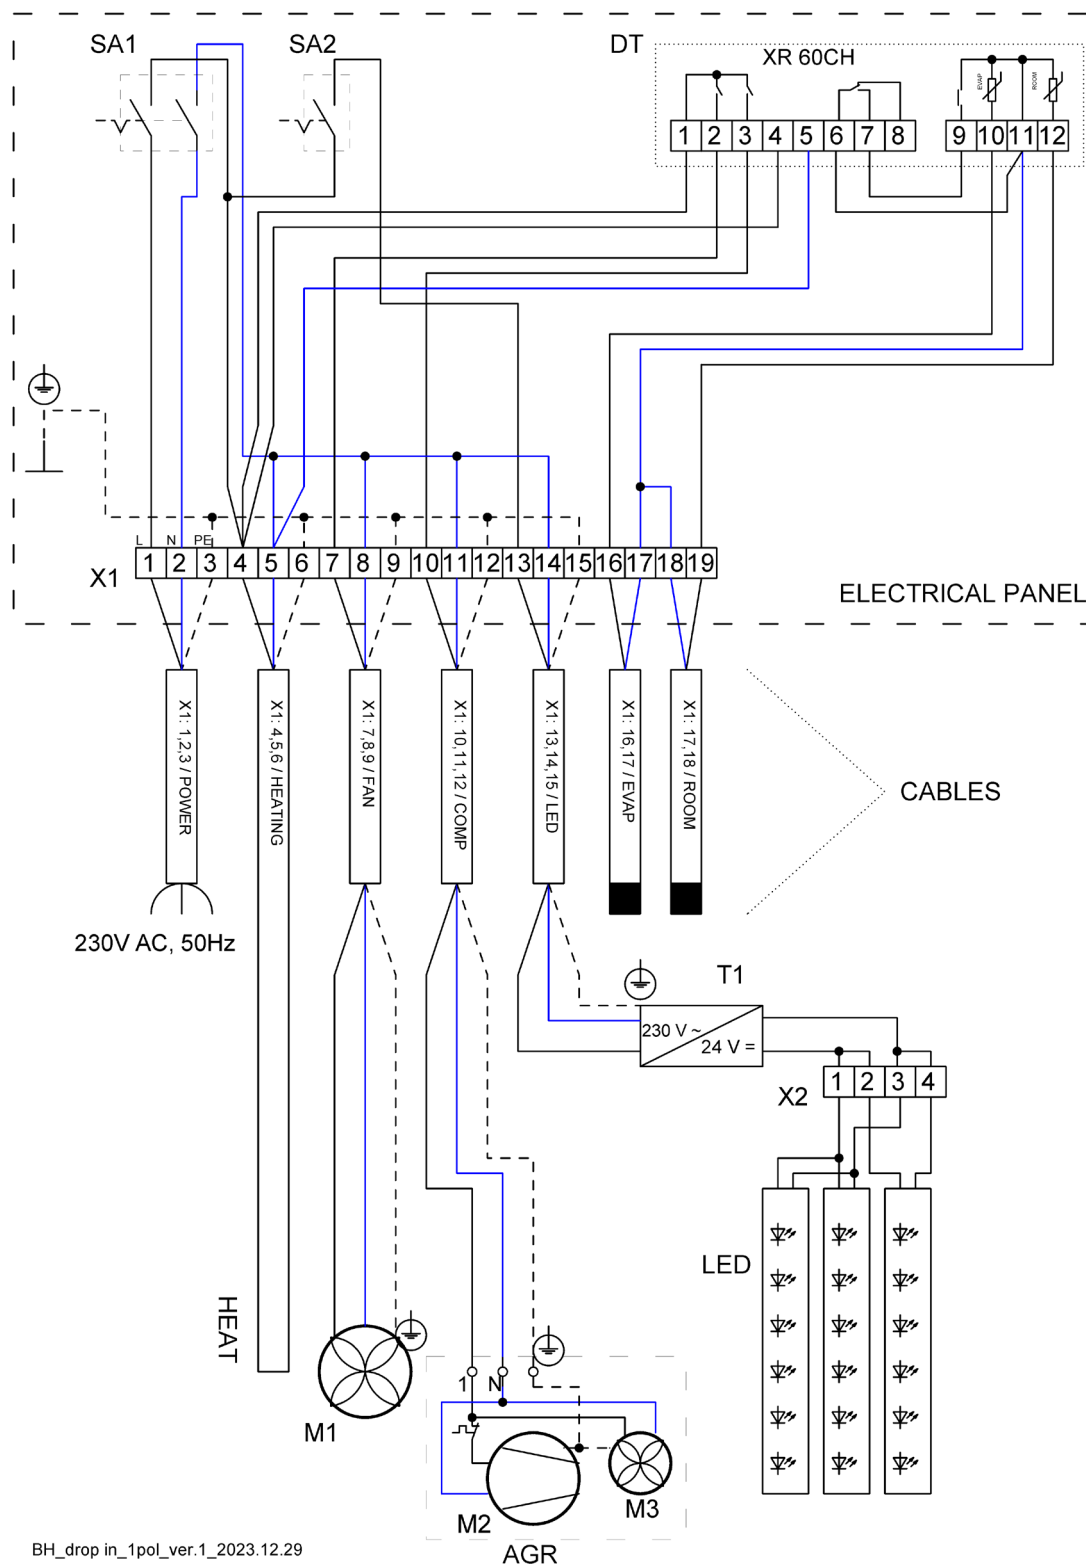 SA1 SA2 DT
XR 60CH
EVAP ROOM
1 2 3 4 5 6 7 8 9 10 11 12
L N PE
X1 1 2 3 4 5 6 7 8 9 10 11 12 13 14 15 16 17 18 19
ELECTRICAL PANEL
X1: 1,2,3 / POWER
X1: 4,5,6 / HEATING
X1: 7,8,9 / FAN
X1: 10,11,12 / COMP
X1: 13,14,15 / LED
X1: 16,17 / EVAP
X1: 17,18 / ROOM
CABLES
230V AC, 50Hz
T1
230 V ~
24 V =
X2 1 2 3 4
LED
HEAT
M1
1 N
M2
M3
AGR
BH_drop in_1pol_ver.1_2023.12.29